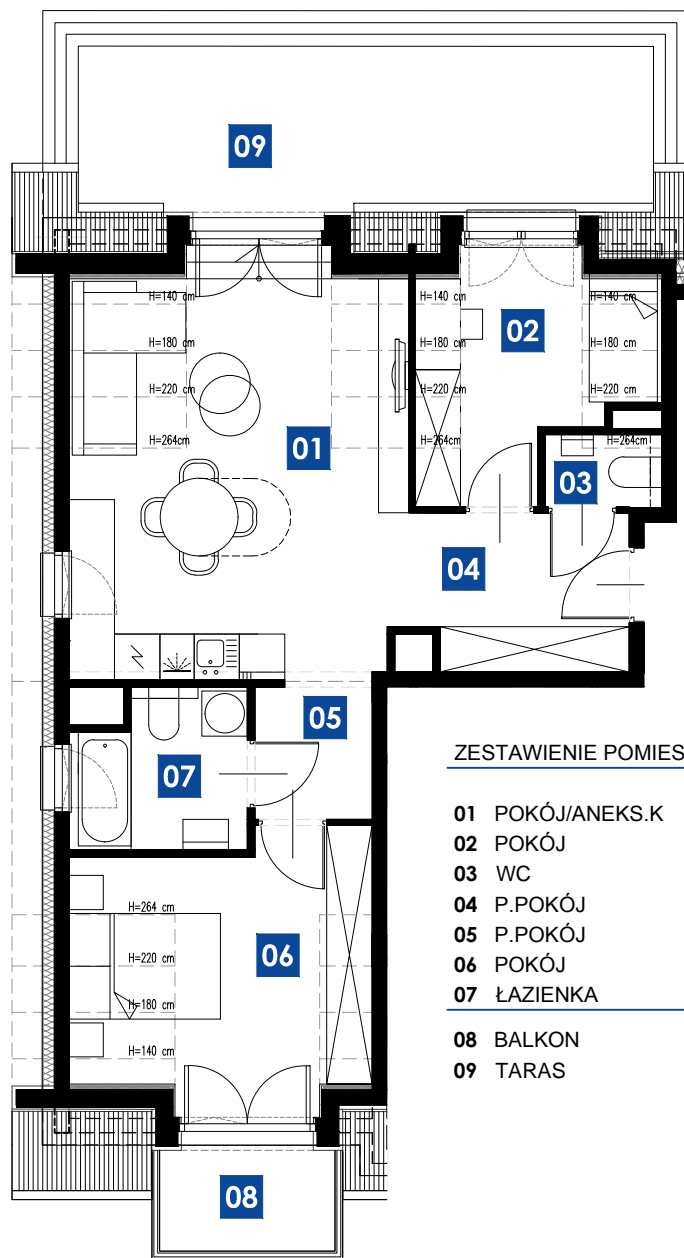 09
H=140 cm
H=140 cm
H=140 cm
02
H=180 cm
H=180 cm
H=180 cm
H=220 cm
H=220 cm
H=220 cm
H=264cm
01
H=264cm
H=264cm
03
04
05
07
ZESTAWIENIE POMIES
01 POKÓJ/ANEKS.K
02 POKÓJ
03 WC
04 P.POKÓJ
05 P.POKÓJ
06 POKÓJ
07 ŁAZIENKA
08 BALKON
09 TARAS
H=264 cm
H=220 cm
06
H=180 cm
H=140 cm
08